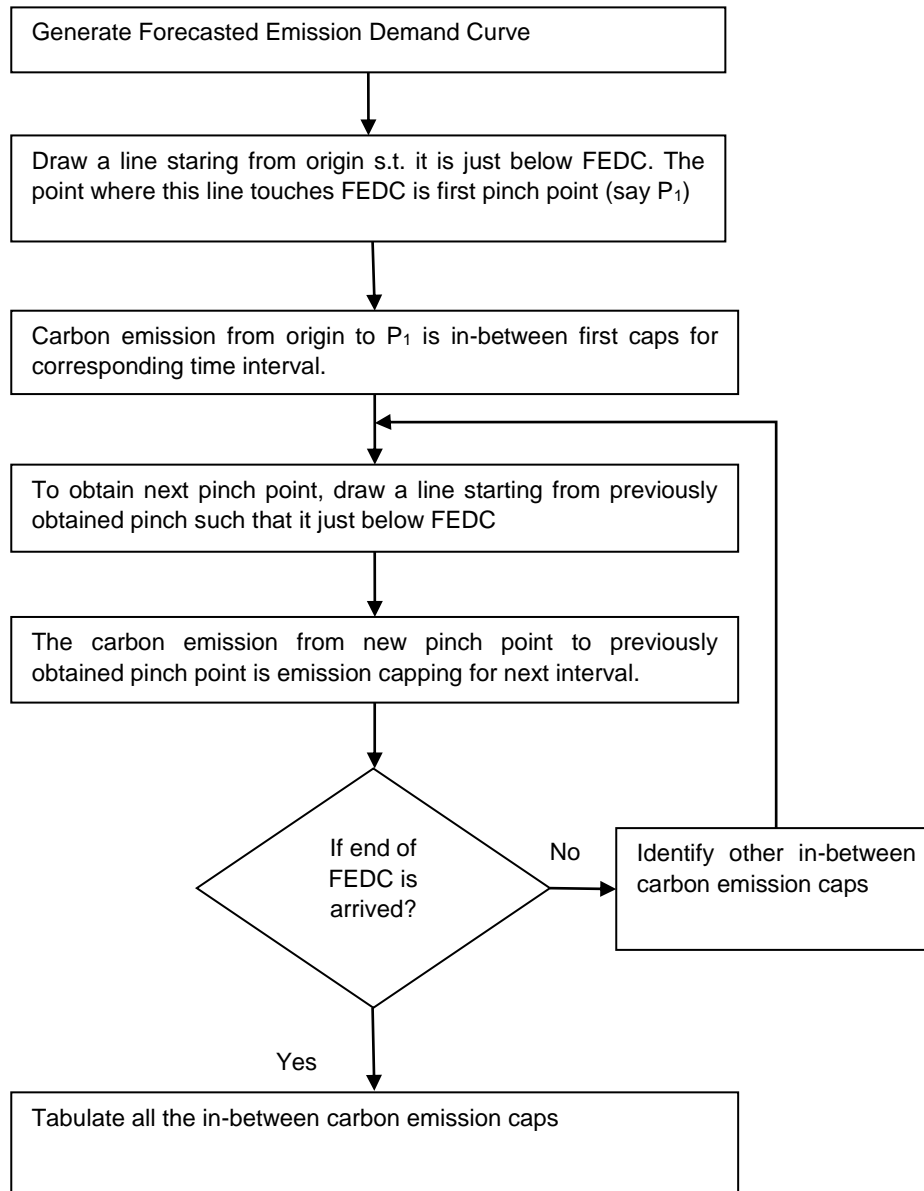 Generate Forecasted Emission Demand Curve
Draw a line staring from origin s.t. it is just below FEDC. The
point where this line touches FEDC is first pinch point (say P₁)
Carbon emission from origin to P₁ is in-between first caps for
corresponding time interval.
To obtain next pinch point, draw a line starting from previously
obtained pinch such that it just below FEDC
The carbon emission from new pinch point to previously
obtained pinch point is emission capping for next interval.
If end of
FEDC is
arrived?
No
Identify other in-between
carbon emission caps
Yes
Tabulate all the in-between carbon emission caps